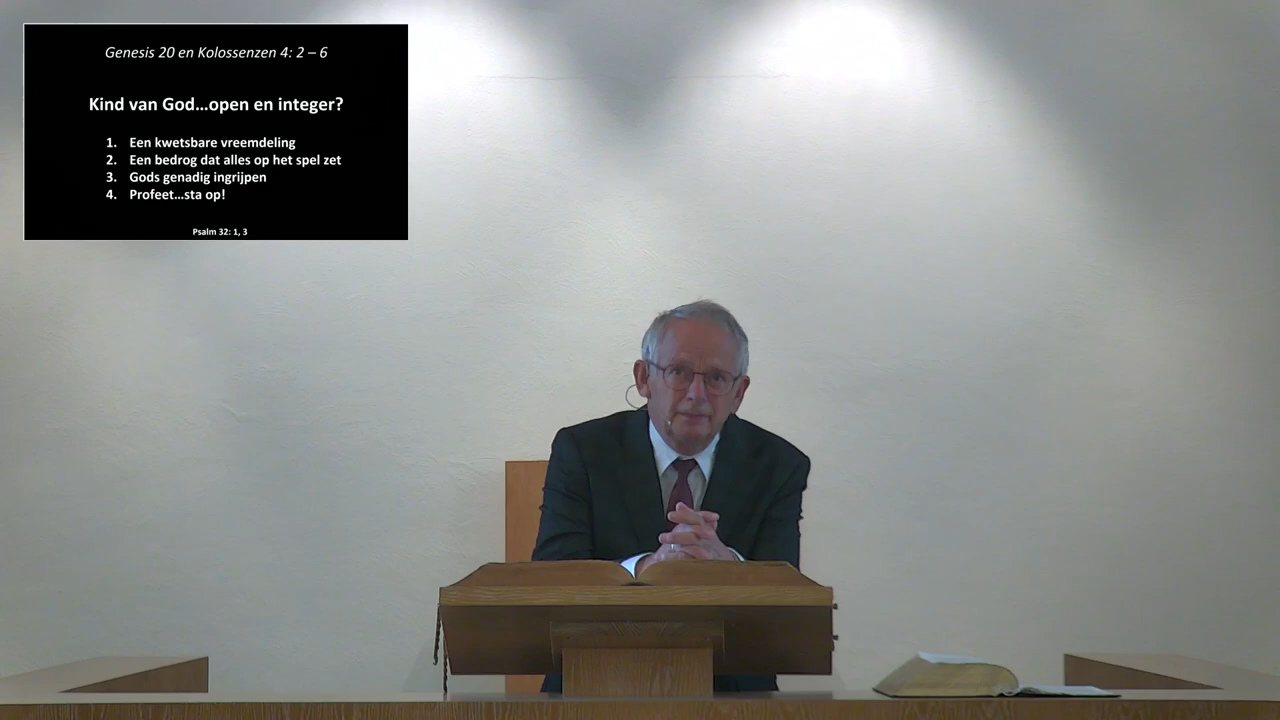 Genesis 20 en Kolossenzen 4: 2 – 6
Kind van God...open en integer?
1. Een kwetsbare vreemdeling
2. Een bedrog dat alles op het spel zet
3. Gods genadig ingrijpen
4. Profeet...sta op!
Psalm 32: 1, 3